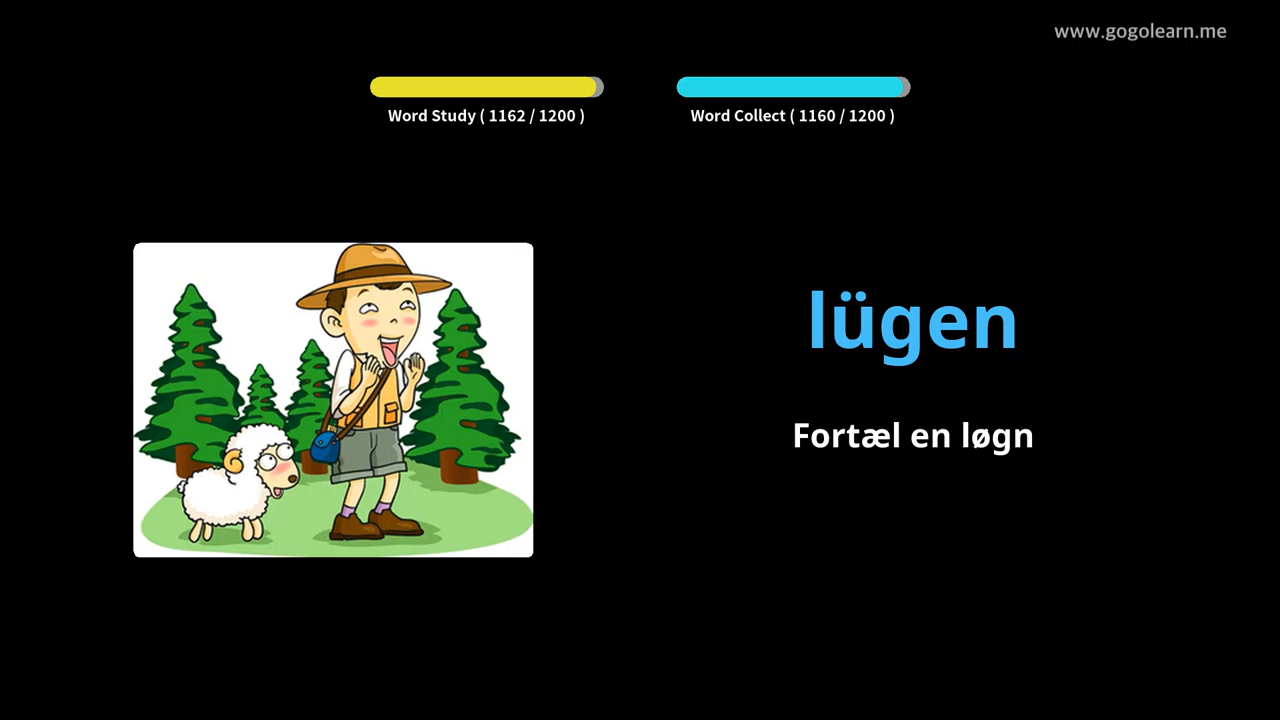 www.gogolearn.me
Word Study ( 1162 / 1200 )
Word Collect ( 1160 / 1200 )
lügen
Fortæl en løgn